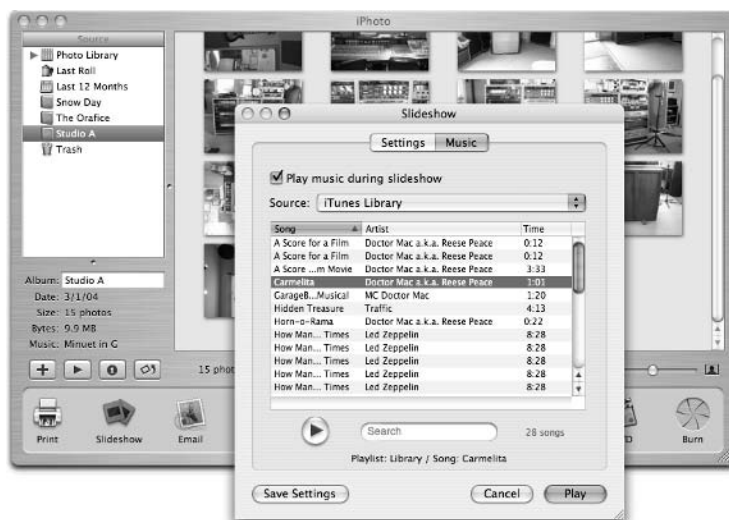 iPhoto
Source
Photo Library
Last Roll
Last 12 Months
Snow Day
The Orafice
Studio A
Trash
Album: Studio A
Date: 3/1/04
Size: 15 photos
Bytes: 9.9 MB
Music: Minuet in G
15 phot
Print Slideshow Email
Burn
Slideshow
Settings Music
Play music during slideshow
Source: iTunes Library
Song Artist Time
A Score for a Film Doctor Mac a.k.a. Reese Peace 0:12
A Score for a Film Doctor Mac a.k.a. Reese Peace 0:12
A Score ...m Movie Doctor Mac a.k.a. Reese Peace 3:33
Carmelita Doctor Mac a.k.a. Reese Peace 1:01
GarageB...Musical MC Doctor Mac 1:20
Hidden Treasure Traffic 4:13
Horn-o-Rama Doctor Mac a.k.a. Reese Peace 0:22
How Man... Times Led Zeppelin 8:28
How Man... Times Led Zeppelin 8:28
How Man... Times Led Zeppelin 8:28
How Man... Times Led Zeppelin 8:28
Search
28 songs
Playlist: Library / Song: Carmelita
Save Settings Cancel Play